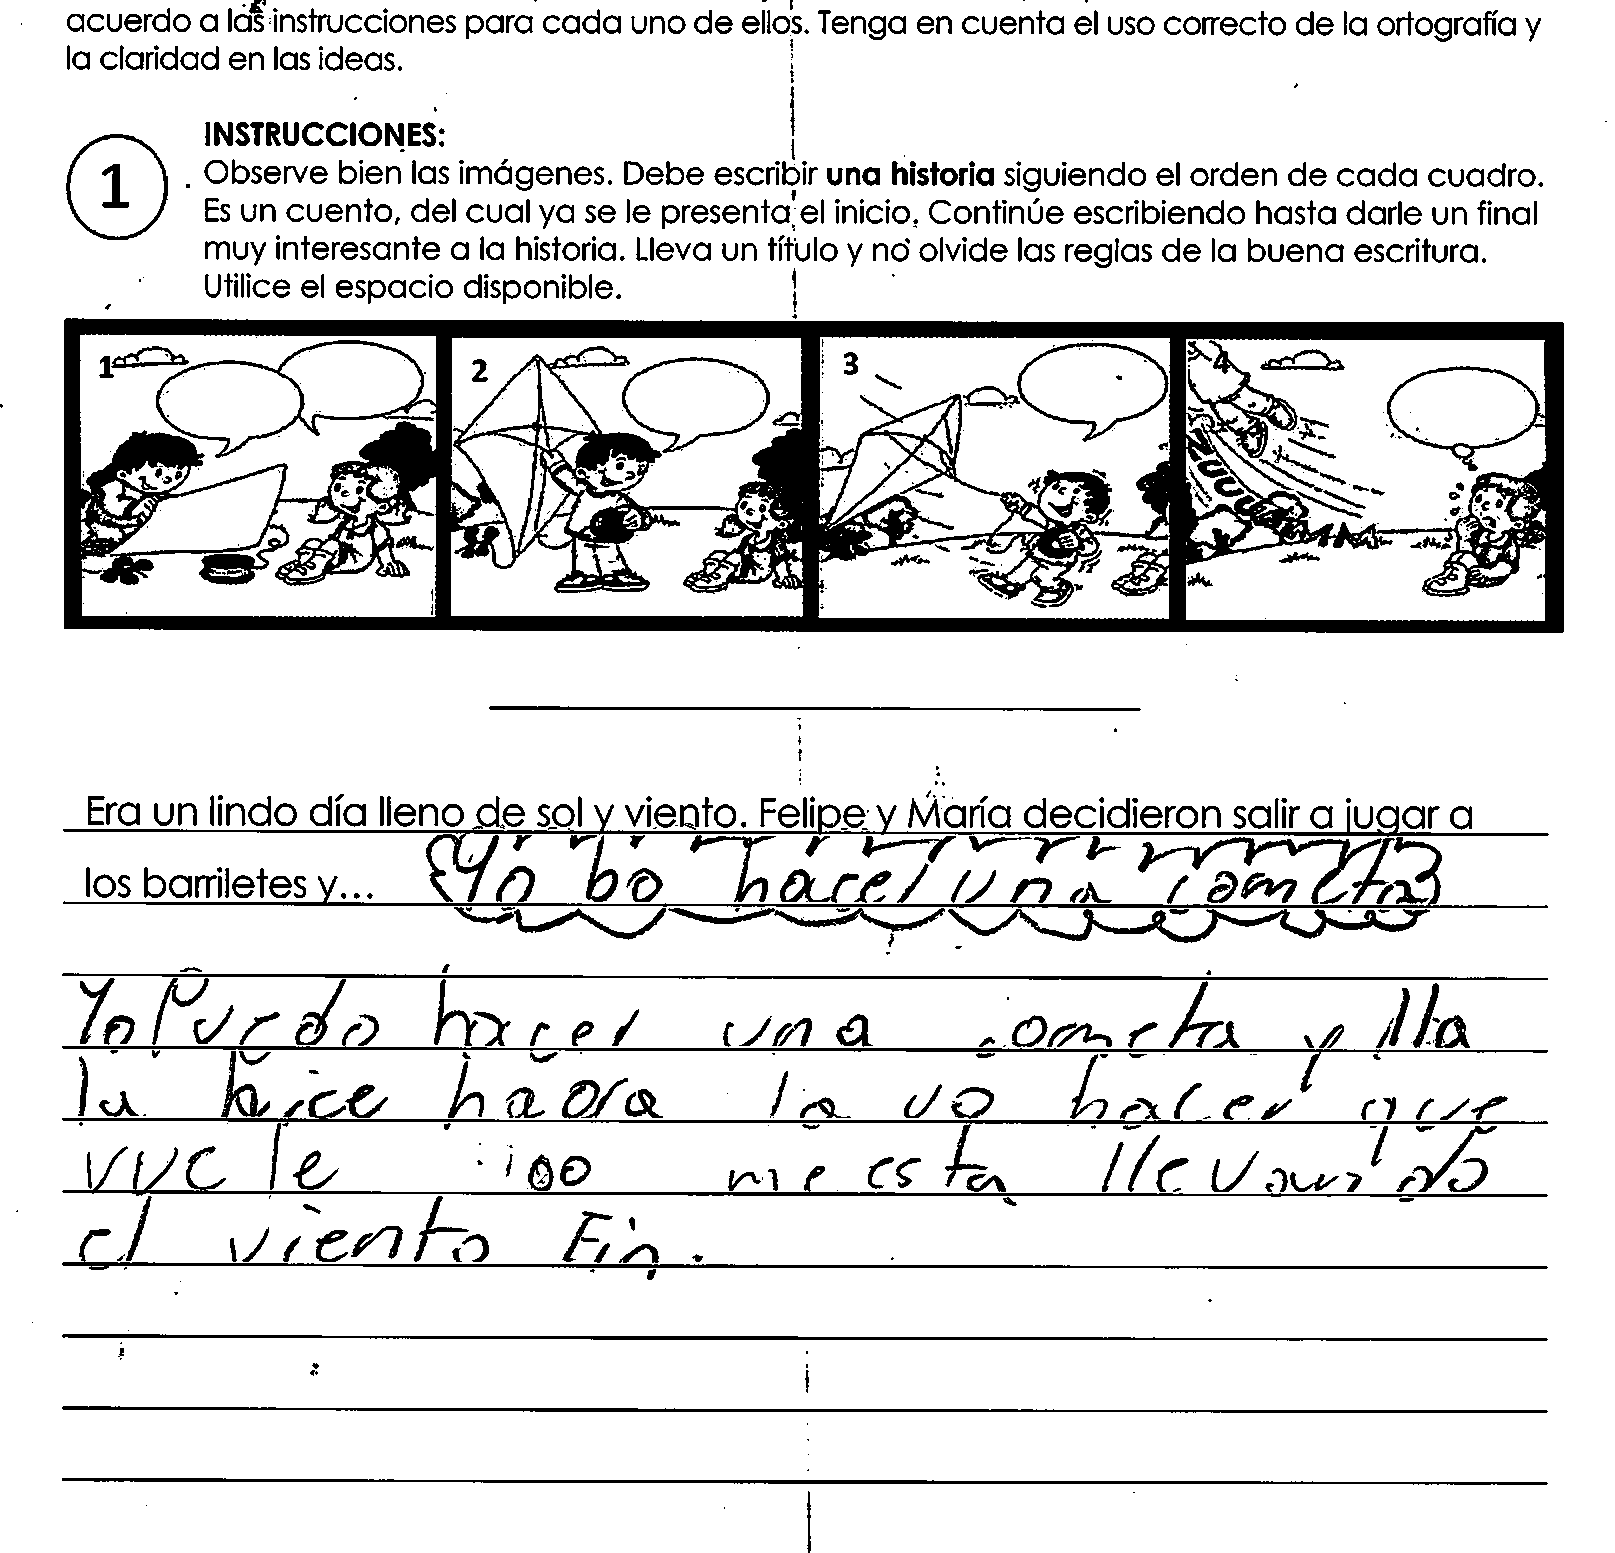 acuerdo a las instrucciones para cada uno de ellos. Tenga en cuenta el uso correcto de la ortografía y
la claridad en las ideas.
INSTRUCCIONES:
1
Observe bien las imágenes. Debe escribir una historia siguiendo el orden de cada cuadro.
Es un cuento, del cual ya se le presenta el inicio. Continúe escribiendo hasta darle un final
muy interesante a la historia. Lleva un título y no olvide las reglas de la buena escritura.
Utilice el espacio disponible.
1
2
3
4
ZUUUUMMM
Era un lindo día lleno de sol y viento. Felipe y María decidieron salir a jugar a
los barriletes y... Yo bo hacer una cometa
Yo Puedo hacer una cometa y lla
la hice haora la vo hacer que
vuele me esta llevando
el viento Fin.